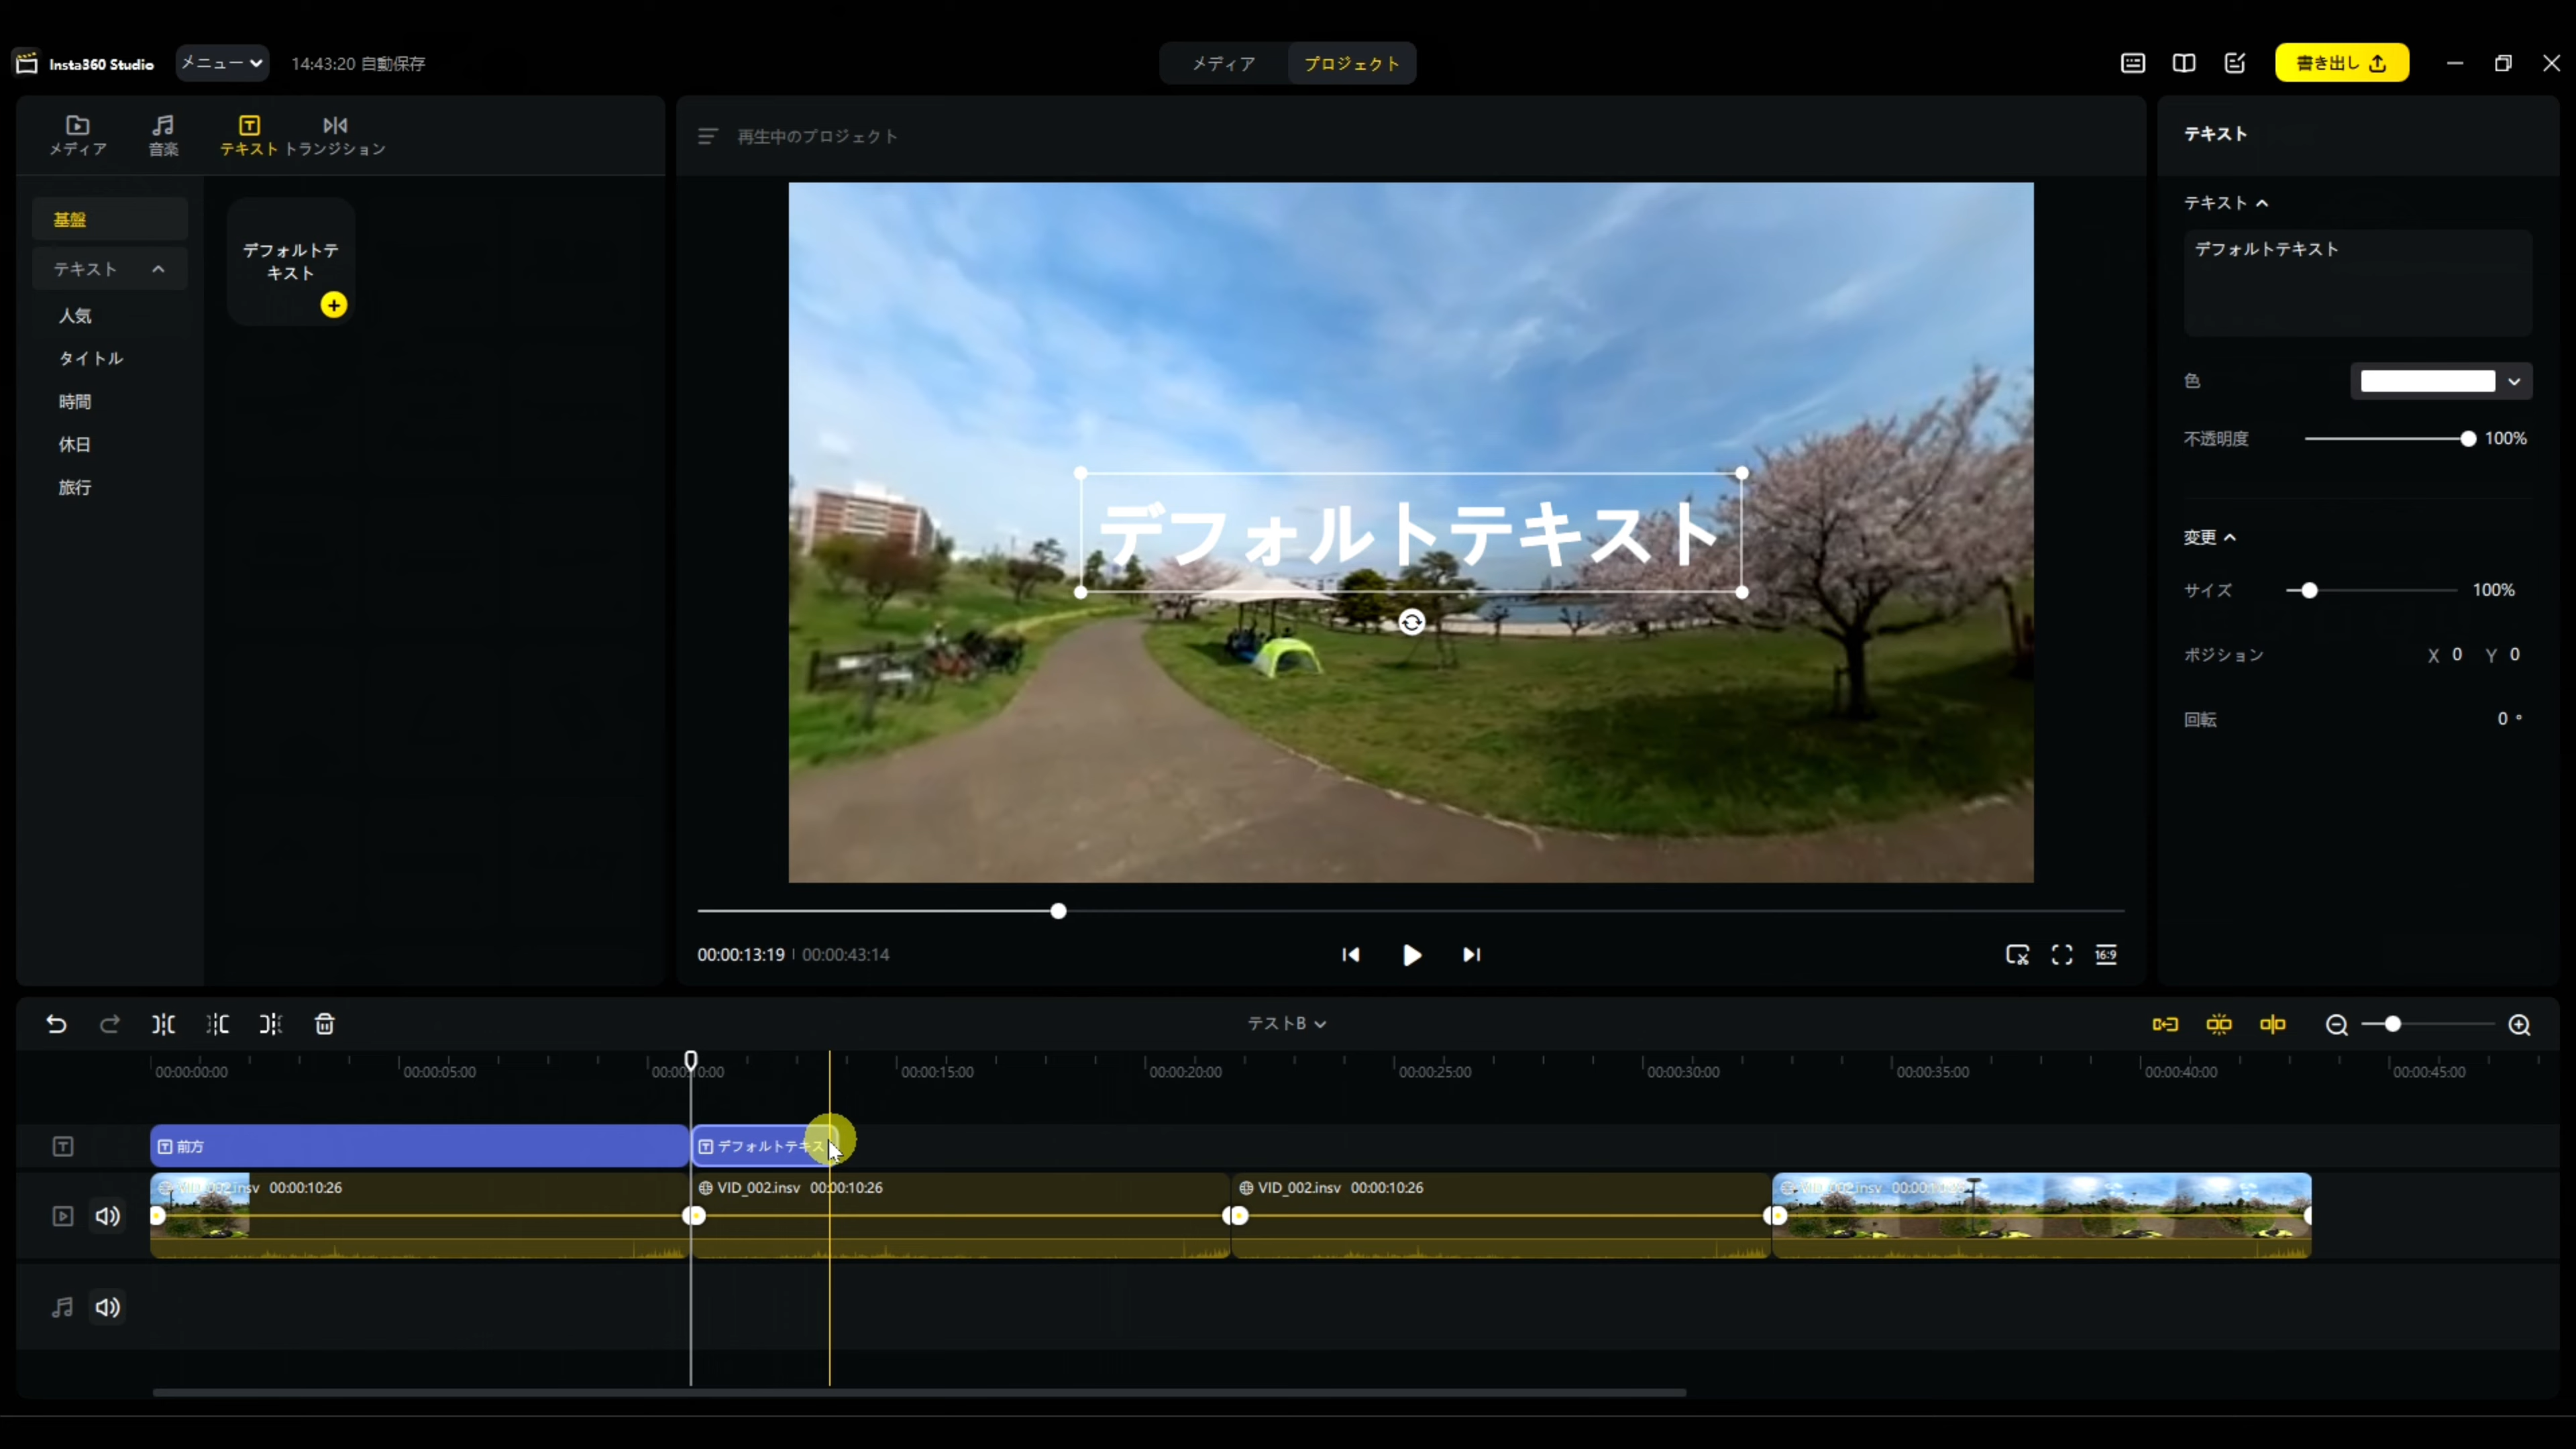 Insta360 Studio
メニュー
14:43:20 自動保存
メディア
プロジェクト
書き出し
メディア
音楽
テキスト
トランジション
基盤
テキスト
人気
タイトル
時間
休日
旅行
デフォルトテ
キスト
再生中のプロジェクト
デフォルトテキスト
00:00:13:19 | 00:00:43:14
16:9
テキスト
テキスト
デフォルトテキスト
色
不透明度 100%
変更
サイズ 100%
ポジション X 0 Y 0
回転 0 °
テストB
00:00:00:00
00:00:05:00
00:00:10:00
00:00:15:00
00:00:20:00
00:00:25:00
00:00:30:00
00:00:35:00
00:00:40:00
00:00:45:00
前方
デフォルトテキス
VID_002.insv 00:00:10:26
VID_002.insv 00:00:10:26
VID_002.insv 00:00:10:26